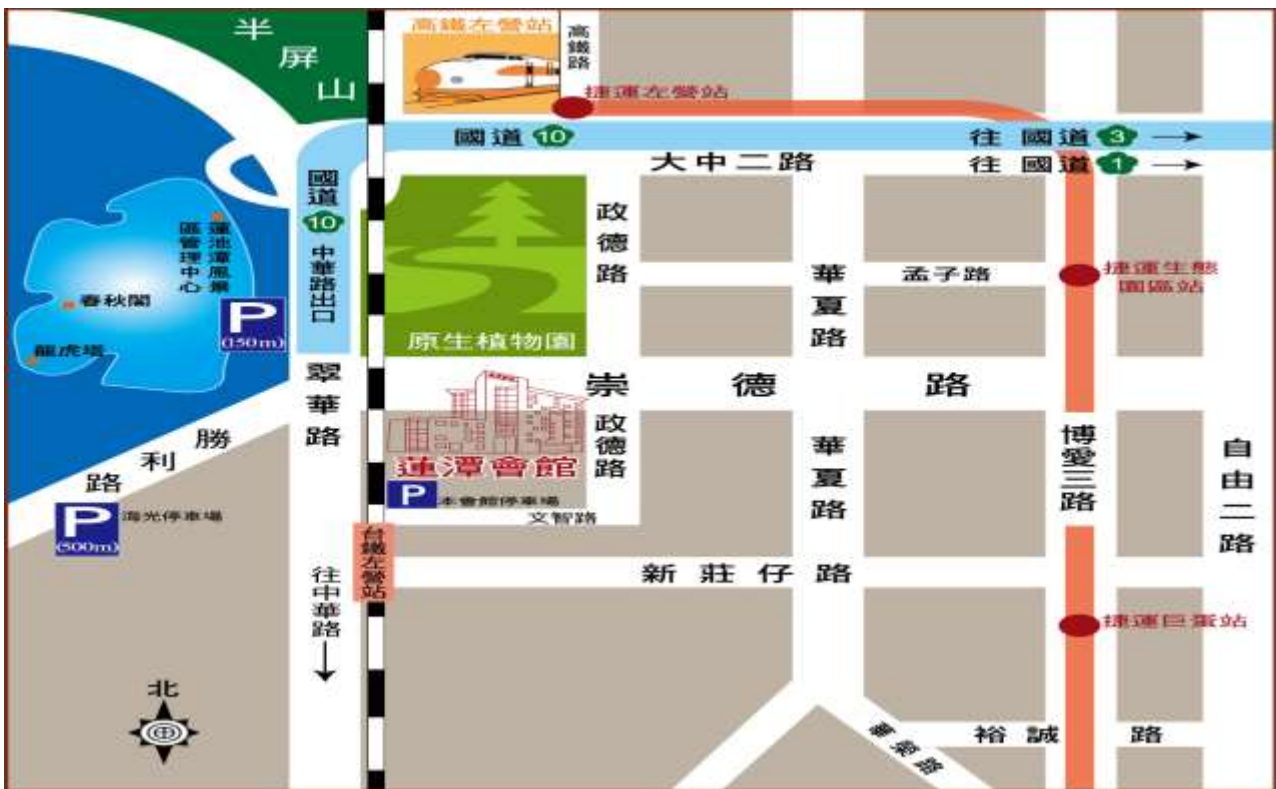 半屏山
高鐵左營站
高鐵路
捷運左營站
國道 10
往 國道 3
大中二路
往 國道 1
國道 10 中華路出口
蓮池潭風景
區管理中心
春秋閣
龍虎塔
P
(150m)
原生植物園
政德路
華夏路
孟子路
捷運生態
園區站
崇德路
翠華路
勝利路
蓮潭會館
P 本會館停車場
政德路
華夏路
博愛三路
自由二路
文智路
P 海光停車場
(500m)
台鐵左營站
新莊仔路
往中華路
捷運巨蛋站
北
裕誠路
華榮路